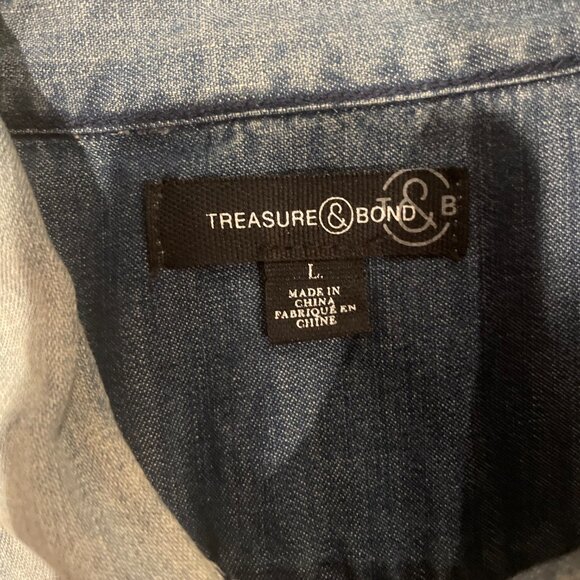 TREASURE & BOND T & B
L
MADE IN
CHINA
FABRIQUÉ EN
CHINE